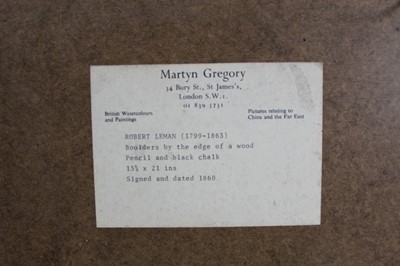 Martyn Gregory
34 Bury St., St James's,
London S.W.1.
01 839 3731
British Watercolours
and Paintings
Pictures relating to
China and the Far East
ROBERT LEMAN (1799-1863)
Boulders by the edge of a wood
Pencil and black chalk
15½ x 21 ins
Signed and dated 1860